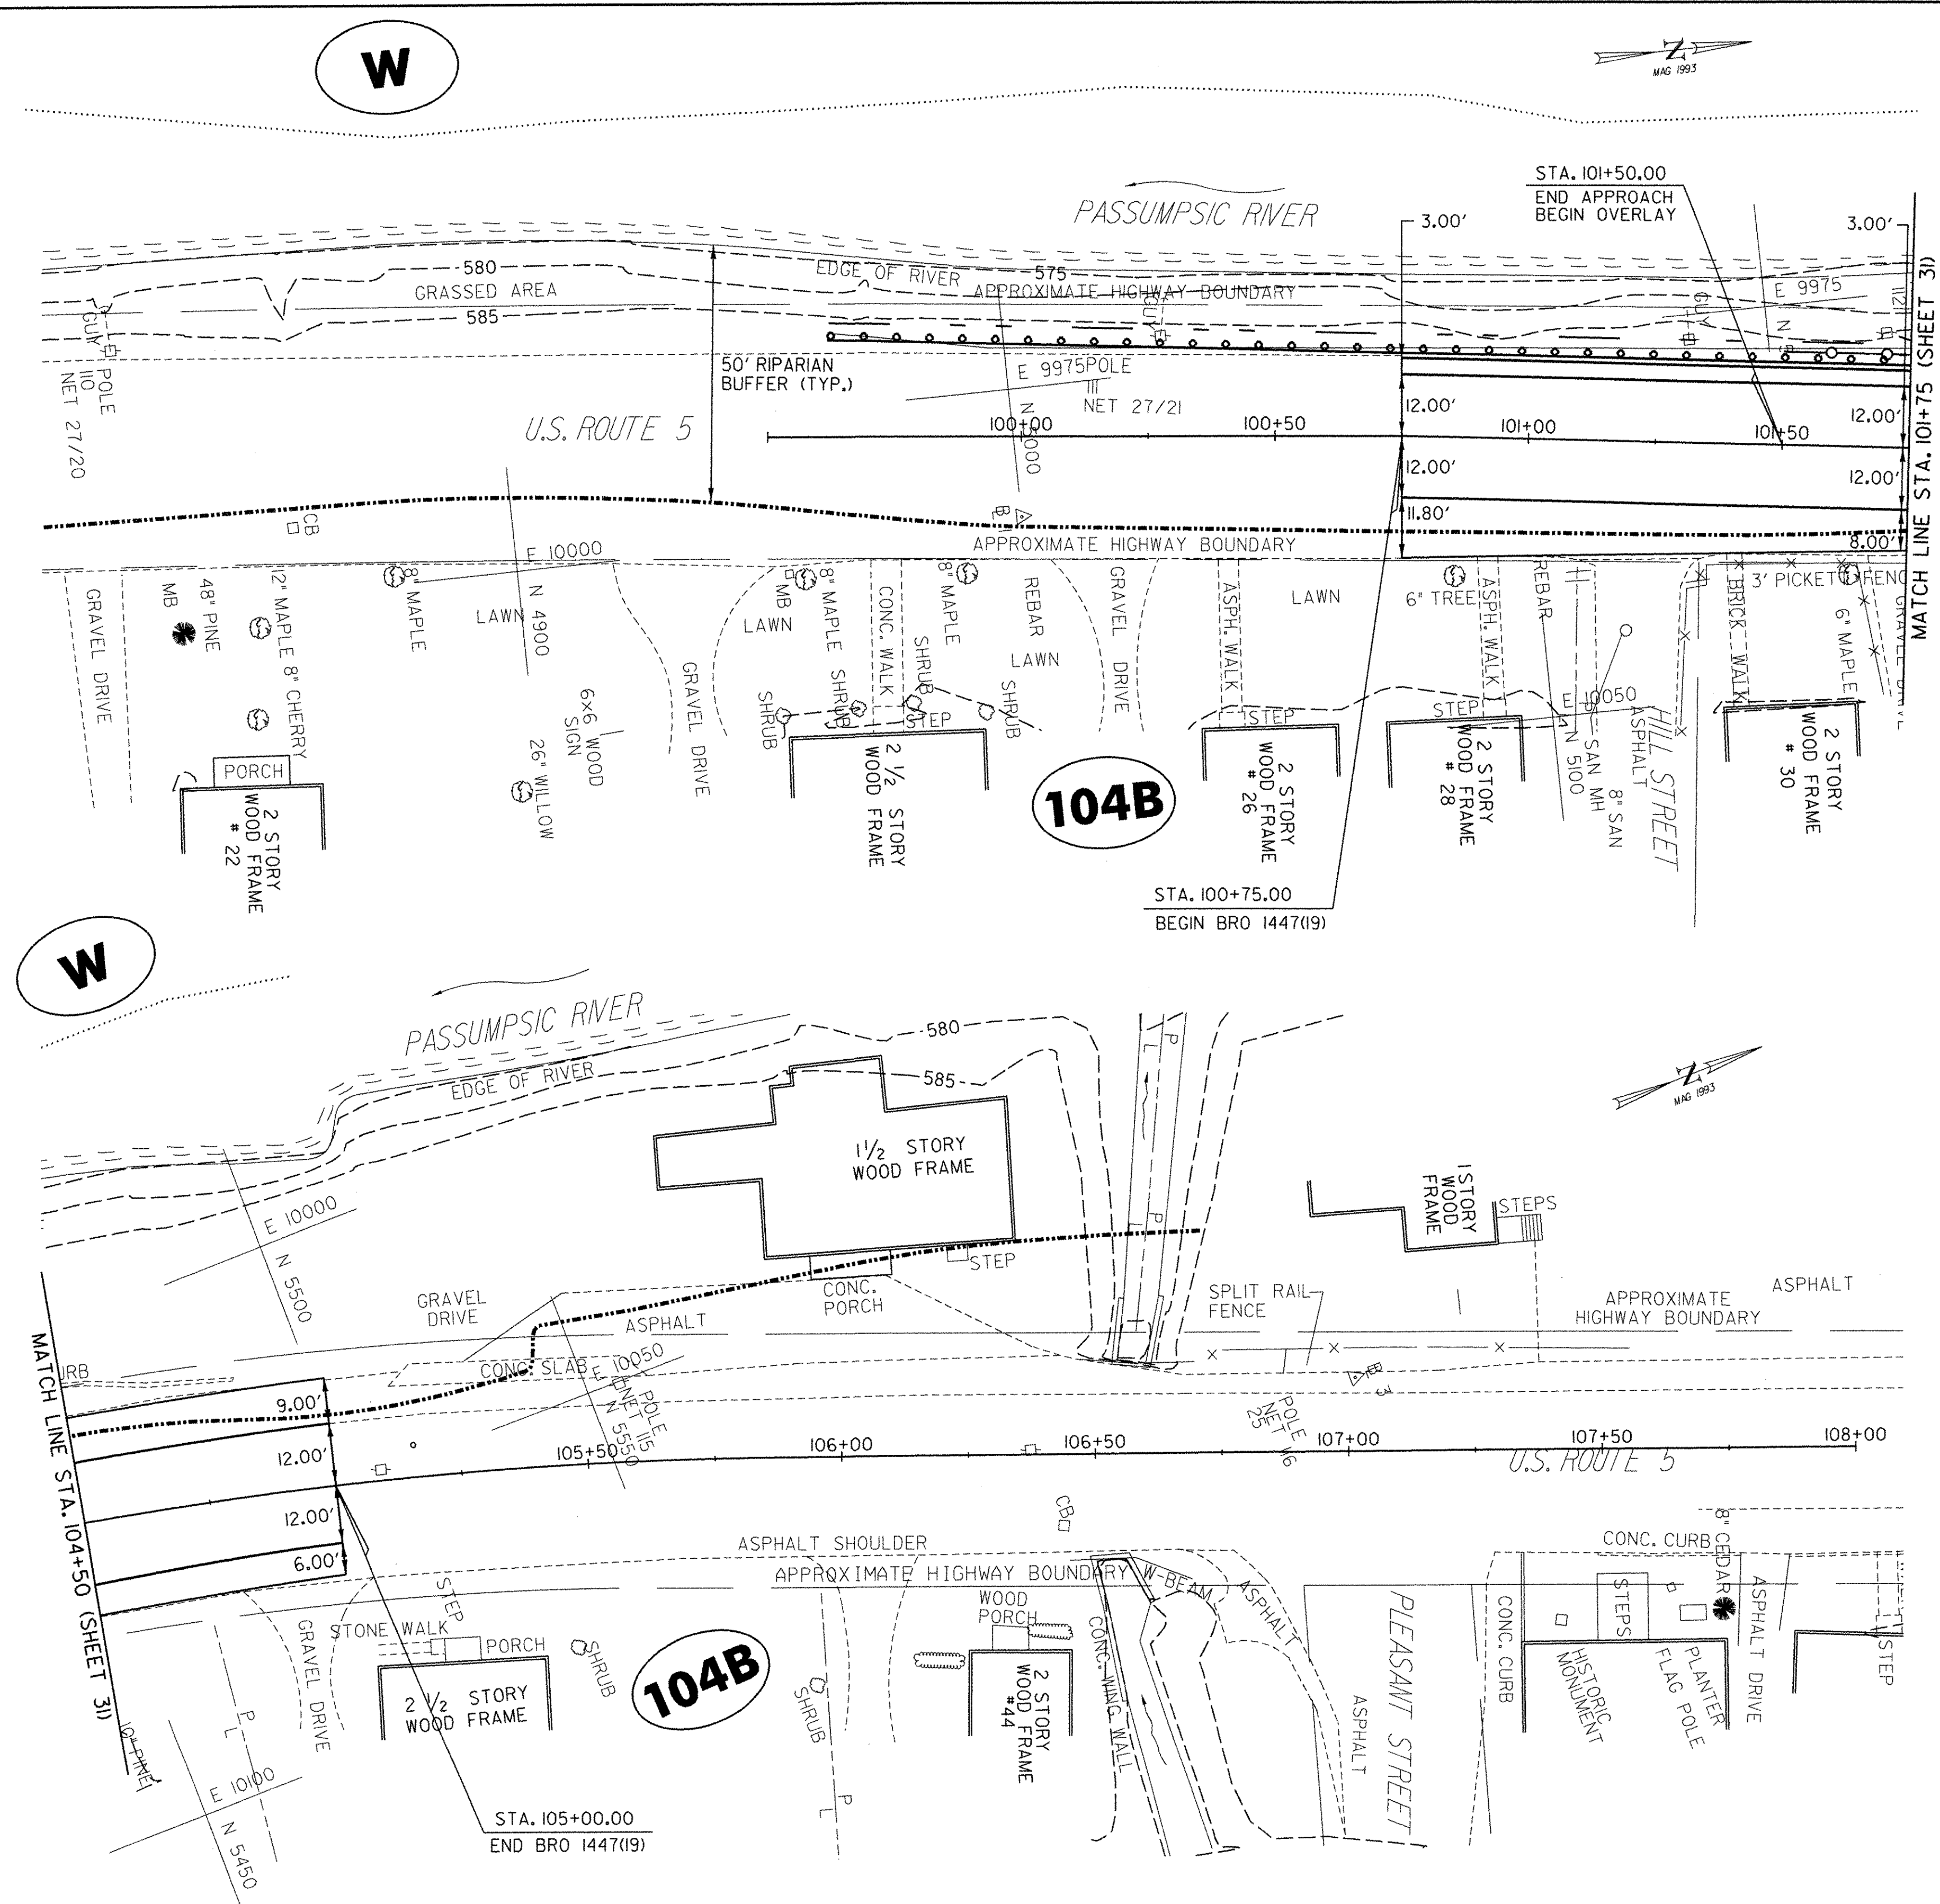 W
Z
MAG 1993
STA. 101+50.00
END APPROACH
BEGIN OVERLAY
PASSUMPSIC RIVER
3.00'
3.00'
580
GRASSED AREA
585
EDGE OF RIVER
575
APPROXIMATE HIGHWAY BOUNDARY
E 9975
GUY
GUY
GUY
POLE
110
NET 27/20
50' RIPARIAN
BUFFER (TYP.)
E 9975
N 5000
POLE
111
NET 27/21
112
MATCH LINE STA. 101+75 (SHEET 31)
U.S. ROUTE 5
100+00
100+50
101+00
101+50
12.00'
12.00'
12.00'
12.00'
11.80'
8.00'
CB
E 10000
N 4900
APPROXIMATE HIGHWAY BOUNDARY
GRAVEL DRIVE
MB
48" PINE
12" MAPLE
8" CHERRY
8" MAPLE
LAWN
6x6 WOOD
SIGN
26" WILLOW
GRAVEL DRIVE
MB
LAWN
8" MAPLE
SHRUB
SHRUB
CONC. WALK
SHRUB
8" MAPLE
STEP
SHRUB
REBAR
LAWN
GRAVEL DRIVE
ASPH. WALK
STEP
LAWN
6" TREE
STEP
ASPH. WALK
REBAR
E 10050
N 5100
SAN MH
8" SAN
ASPHALT
HILL STREET
3' PICKET FENC
BRICK WALK
6" MAPLE
GRAVEL DRIVE
PORCH
2 STORY
WOOD FRAME
# 22
2 1/2 STORY
WOOD FRAME
104B
2 STORY
WOOD FRAME
# 26
2 STORY
WOOD FRAME
# 28
2 STORY
WOOD FRAME
# 30
STA. 100+75.00
BEGIN BRO 1447(19)
W
PASSUMPSIC RIVER
EDGE OF RIVER
580
585
P
L
Z
MAG 1993
1 1/2 STORY
WOOD FRAME
1 STORY
WOOD
FRAME
STEPS
E 10000
N 5500
STEP
P
L
CONC.
PORCH
GRAVEL
DRIVE
ASPHALT
SPLIT RAIL
FENCE
APPROXIMATE
HIGHWAY BOUNDARY
ASPHALT
MATCH LINE STA. 104+50 (SHEET 31)
URB
CONC. SLAB
E 10050
N 5550
POLE
NET 115
POLE
NET 116
25
9.00'
12.00'
12.00'
6.00'
105+50
106+00
106+50
107+00
107+50
108+00
U.S. ROUTE 5
CB
ASPHALT SHOULDER
APPROXIMATE HIGHWAY BOUNDARY
W-BEAM
ASPHALT
CONC. CURB
8" CEDAR
ASPHALT DRIVE
STEP
STONE WALK
STEP
PORCH
GRAVEL DRIVE
SHRUB
SHRUB
104B
WOOD
PORCH
2 STORY
WOOD FRAME
#44
CONC. WING WALL
ASPHALT
PLEASANT STREET
CONC. CURB
STEPS
HISTORIC
MONUMENT
PLANTER
FLAG POLE
2 1/2 STORY
WOOD FRAME
P
L
P
L
E 10100
N 5450
STA. 105+00.00
END BRO 1447(19)